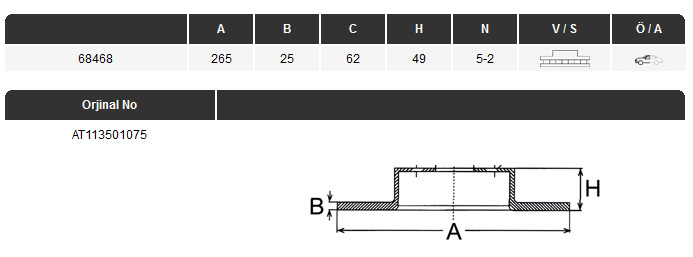 A B C H N V / S Ö / A
68468 265 25 62 49 5-2
Orjinal No
AT113501075
B
H
A